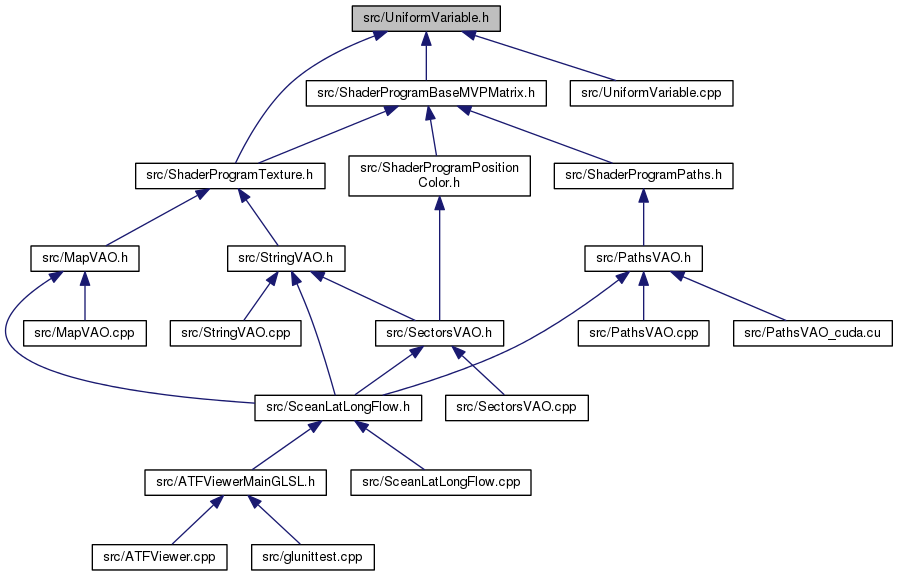 src/UniformVariable.h
src/ShaderProgramBaseMVPMatrix.h
src/UniformVariable.cpp
src/ShaderProgramTexture.h
src/ShaderProgramPosition
Color.h
src/ShaderProgramPaths.h
src/MapVAO.h
src/StringVAO.h
src/PathsVAO.h
src/MapVAO.cpp
src/StringVAO.cpp
src/SectorsVAO.h
src/PathsVAO.cpp
src/PathsVAO_cuda.cu
src/SceanLatLongFlow.h
src/SectorsVAO.cpp
src/ATFViewerMainGLSL.h
src/SceanLatLongFlow.cpp
src/ATFViewer.cpp
src/glunittest.cpp